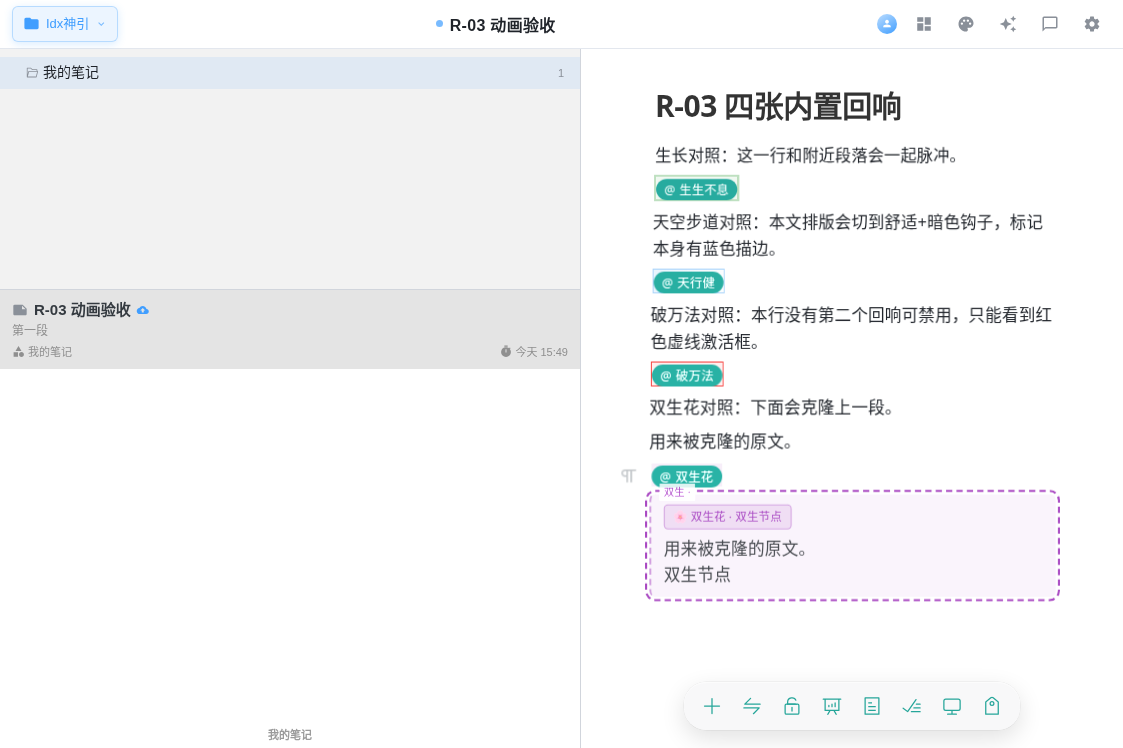 Idx神引
R-03 动画验收
我的笔记
1
R-03 动画验收
第一段
我的笔记
今天 15:49
我的笔记
R-03 四张内置回响
生长对照：这一行和附近段落会一起脉冲。
@ 生生不息
天空步道对照：本文排版会切到舒适+暗色钩子，标记
本身有蓝色描边。
@ 天行健
破万法对照：本行没有第二个回响可禁用，只能看到红
色虚线激活框。
@ 破万法
双生花对照：下面会克隆上一段。
用来被克隆的原文。
@ 双生花
双生 ·
双生花 · 双生节点
用来被克隆的原文。
双生节点